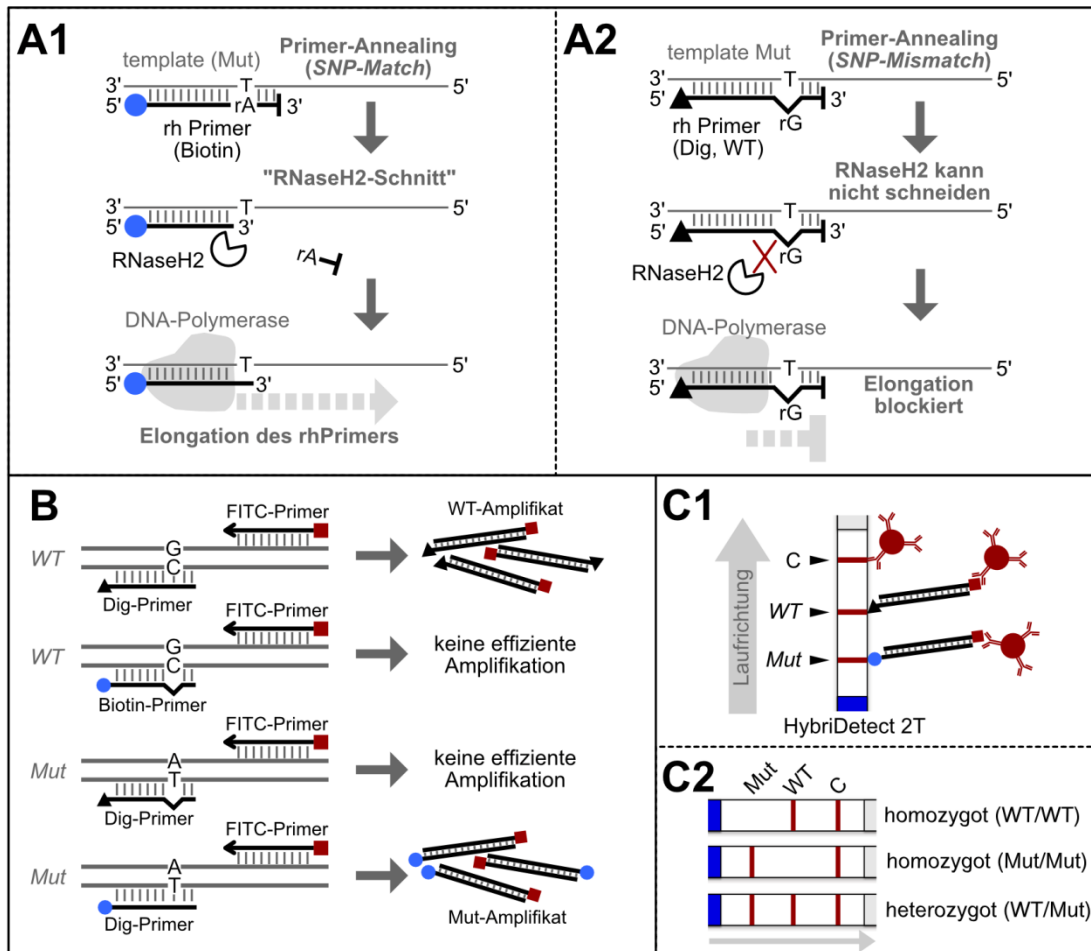 A1
template (Mut)
Primer-Annealing
(SNP-Match)
3'
T
5'
5'
rA
3'
rh Primer
(Biotin)
"RNaseH2-Schnitt"
3'
T
5'
5'
3'
RNaseH2
rA
DNA-Polymerase
3'
T
5'
5'
3'
Elongation des rhPrimers
A2
template Mut
Primer-Annealing
(SNP-Mismatch)
3'
T
5'
5'
3'
rG
rh Primer
(Dig, WT)
RNaseH2 kann
nicht schneiden
3'
T
5'
5'
3'
rG
RNaseH2
DNA-Polymerase
3'
T
5'
5'
rG
Elongation
blockiert
B
FITC-Primer
WT-Amplifikat
WT
G
C
Dig-Primer
FITC-Primer
WT
G
C
keine effiziente
Amplifikation
Biotin-Primer
FITC-Primer
Mut
A
T
keine effiziente
Amplifikation
Dig-Primer
FITC-Primer
Mut
A
T
Dig-Primer
Mut-Amplifikat
C1
Laufrichtung
C
WT
Mut
HybriDetect 2T
C2
Mut
WT
C
homozygot (WT/WT)
homozygot (Mut/Mut)
heterozygot (WT/Mut)